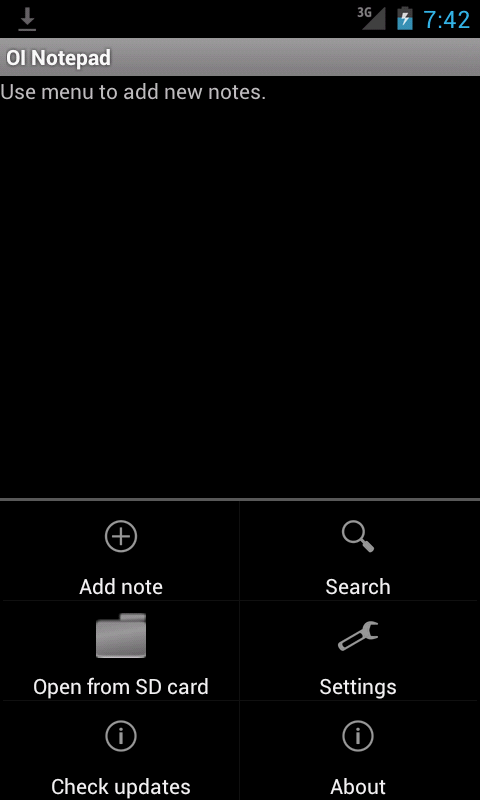 3G 7:42
OI Notepad
Use menu to add new notes.
Add note Search
Open from SD card Settings
Check updates About